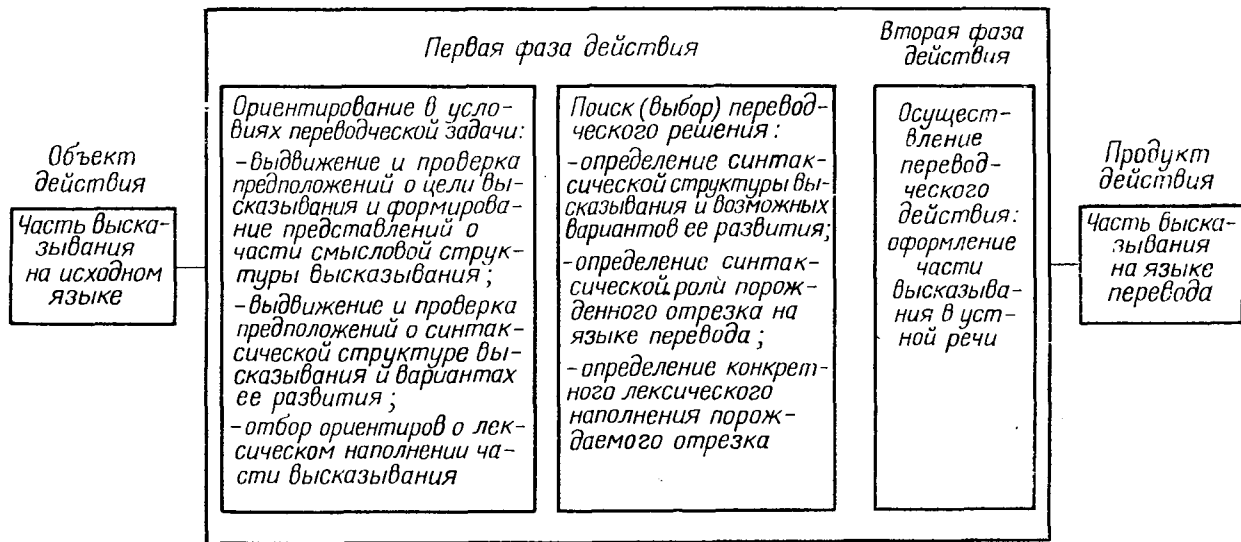 Объект
действия
Часть выска-
зывания
на исходном
языке
Первая фаза действия
Ориентирование в усло-
виях переводческой задачи:
-выдвижение и проверка
предположений о цели вы-
сказывания и формирова-
ние представлений о
части смысловой струк-
туры высказывания;
-выдвижение и проверка
предположений о синтак-
сической структуре вы-
сказывания и вариантах
ее развития;
-отбор ориентиров о лек-
сическом наполнении ча-
сти высказывания
Поиск (выбор) перевод-
ческого решения:
-определение синтак-
сической структуры вы-
сказывания и возможных
вариантов ее развития;
-определение синтак-
сической роли порож-
денного отрезка на
языке перевода;
-определение конкрет-
ного лексического
наполнения порож-
даемого отрезка
Вторая фаза
действия
Осущест-
вление
перевод-
ческого
действия:
оформление
части
высказыва-
ния в уст-
ной речи
Продукт
действия
Часть выска-
зывания
на языке
перевода